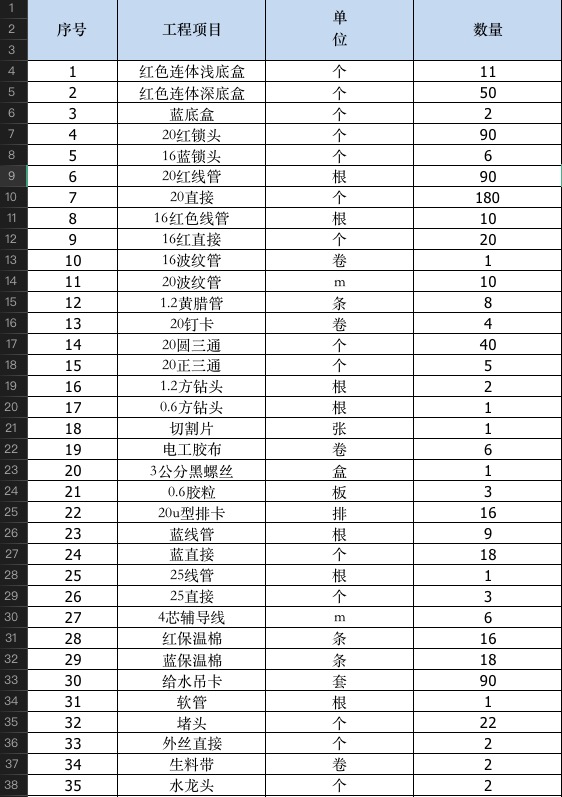 1
2
3
序号 工程项目 单位 数量
4 1 红色连体浅底盒 个 11
5 2 红色连体深底盒 个 50
6 3 蓝底盒 个 2
7 4 20红锁头 个 90
8 5 16蓝锁头 个 6
9 6 20红线管 根 90
10 7 20直接 个 180
11 8 16红色线管 根 10
12 9 16红直接 个 20
13 10 16波纹管 卷 1
14 11 20波纹管 m 10
15 12 1.2黄腊管 条 8
16 13 20钉卡 卷 4
17 14 20圆三通 个 40
18 15 20正三通 个 5
19 16 1.2方钻头 根 2
20 17 0.6方钻头 根 1
21 18 切割片 张 1
22 19 电工胶布 卷 6
23 20 3公分黑螺丝 盒 1
24 21 0.6胶粒 板 3
25 22 20u型排卡 排 16
26 23 蓝线管 根 9
27 24 蓝直接 个 18
28 25 25线管 根 1
29 26 25直接 个 3
30 27 4芯辅导线 m 6
31 28 红保温棉 条 16
32 29 蓝保温棉 条 18
33 30 给水吊卡 套 90
34 31 软管 根 1
35 32 堵头 个 22
36 33 外丝直接 个 2
37 34 生料带 卷 2
38 35 水龙头 个 2